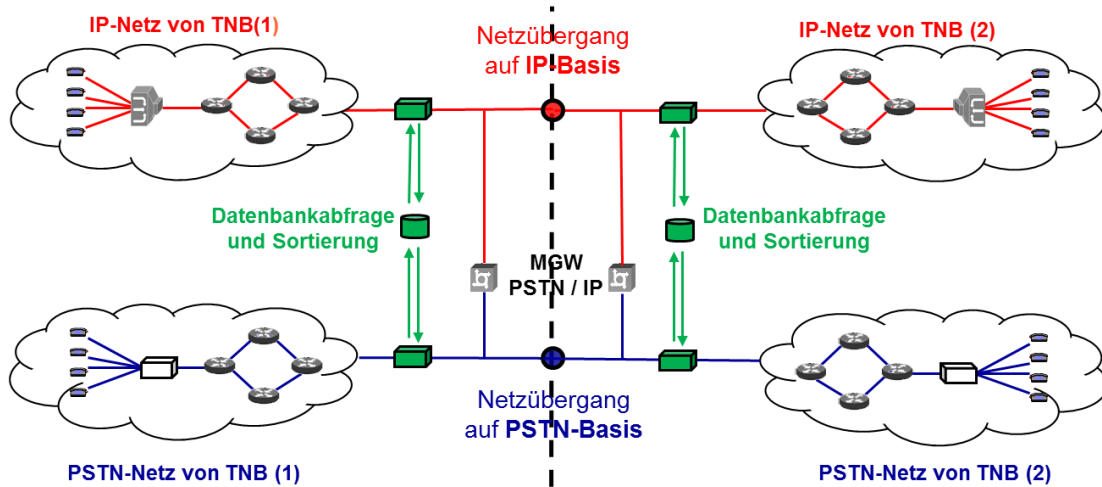 IP-Netz von TNB(1)
Netzübergang
auf IP-Basis
IP-Netz von TNB (2)
Datenbankabfrage
und Sortierung
Datenbankabfrage
und Sortierung
MGW
PSTN / IP
Netzübergang
auf PSTN-Basis
PSTN-Netz von TNB (1)
PSTN-Netz von TNB (2)